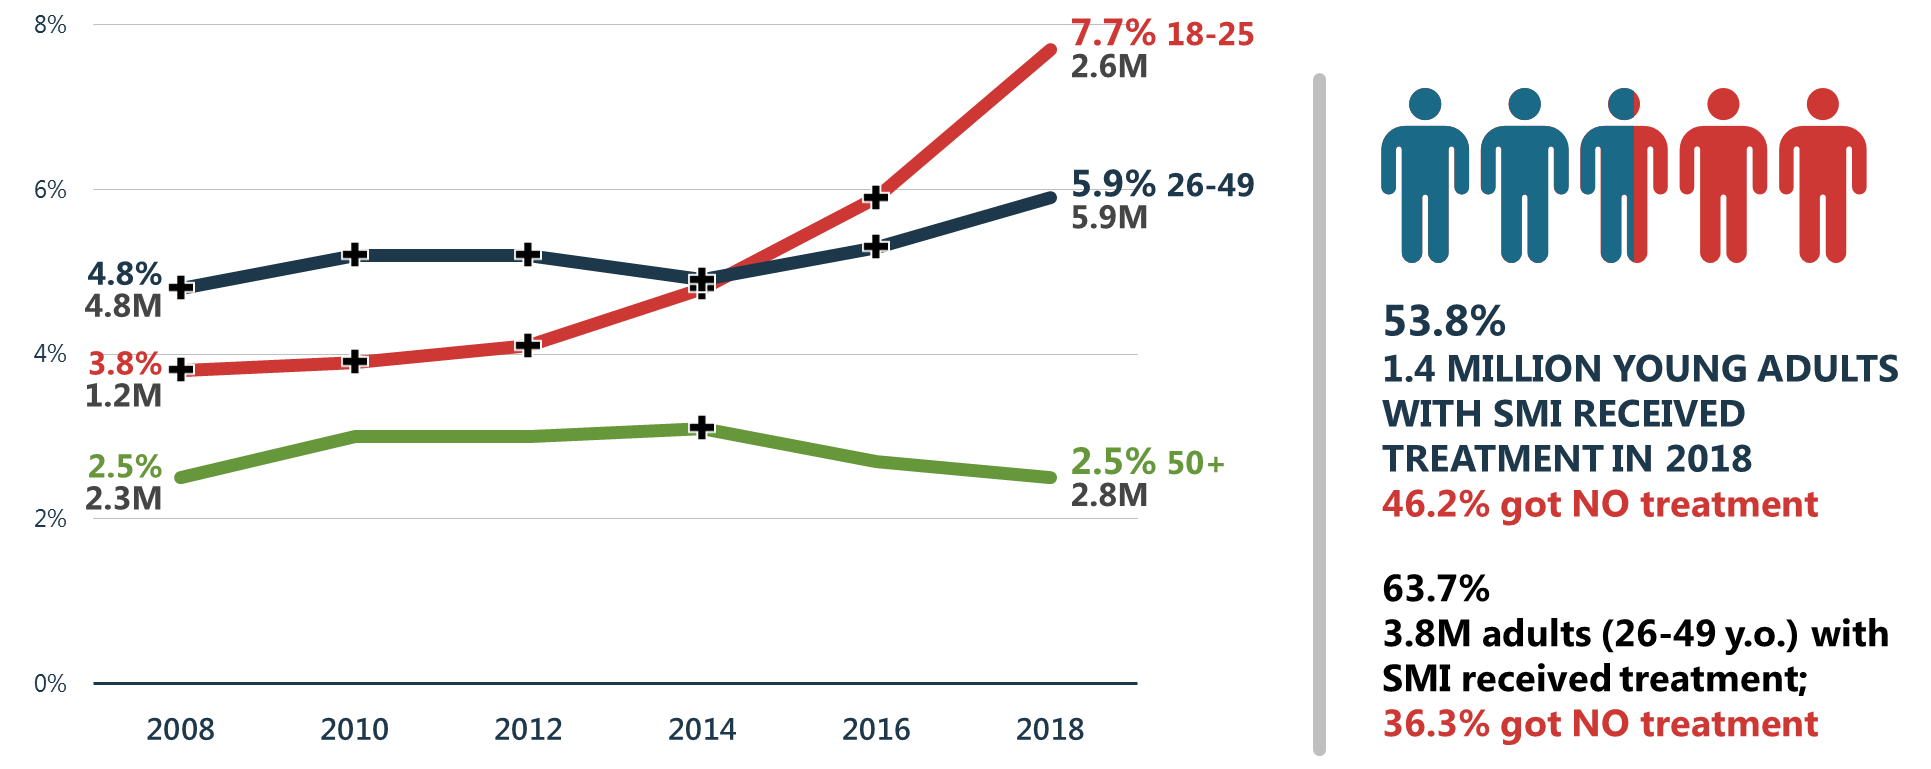 8%
6%
4%
2%
0%
4.8%
4.8M
3.8%
1.2M
2.5%
2.3M
7.7% 18-25
2.6M
5.9% 26-49
5.9M
2.5% 50+
2.8M
2008 2010 2012 2014 2016 2018
53.8%
1.4 MILLION YOUNG ADULTS
WITH SMI RECEIVED
TREATMENT IN 2018
46.2% got NO treatment
63.7%
3.8M adults (26-49 y.o.) with
SMI received treatment;
36.3% got NO treatment